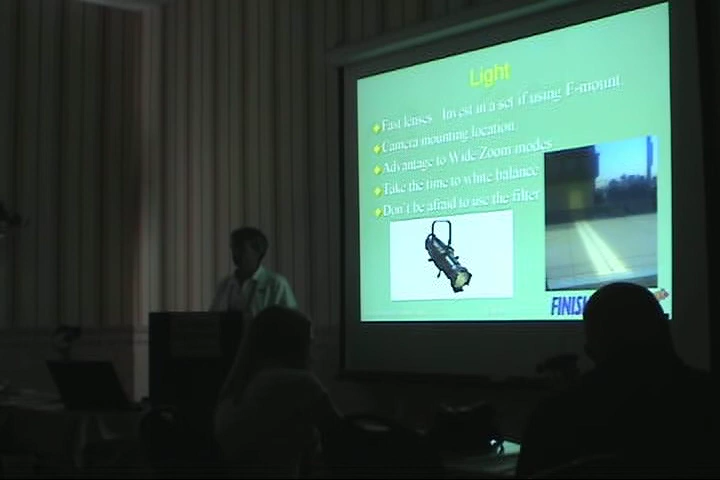 Light
Fast lenses. Invest in a set if using E-mount.
Camera mounting location
Advantage to Wide/Zoom modes
Take the time to white balance
Don't be afraid to use the filter